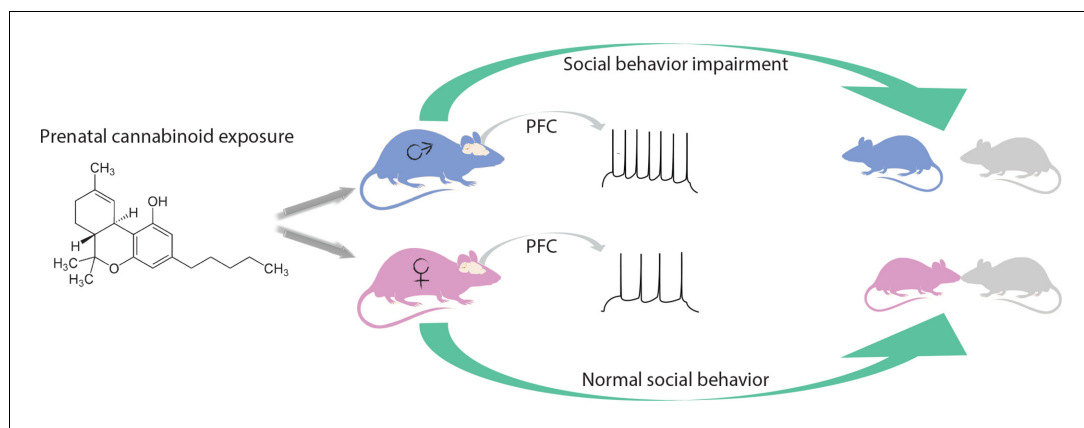 Social behavior impairment
Prenatal cannabinoid exposure
PFC
CH₃
OH
H
H
H₃C
H₃C
O
CH₃
♂
PFC
♀
Normal social behavior